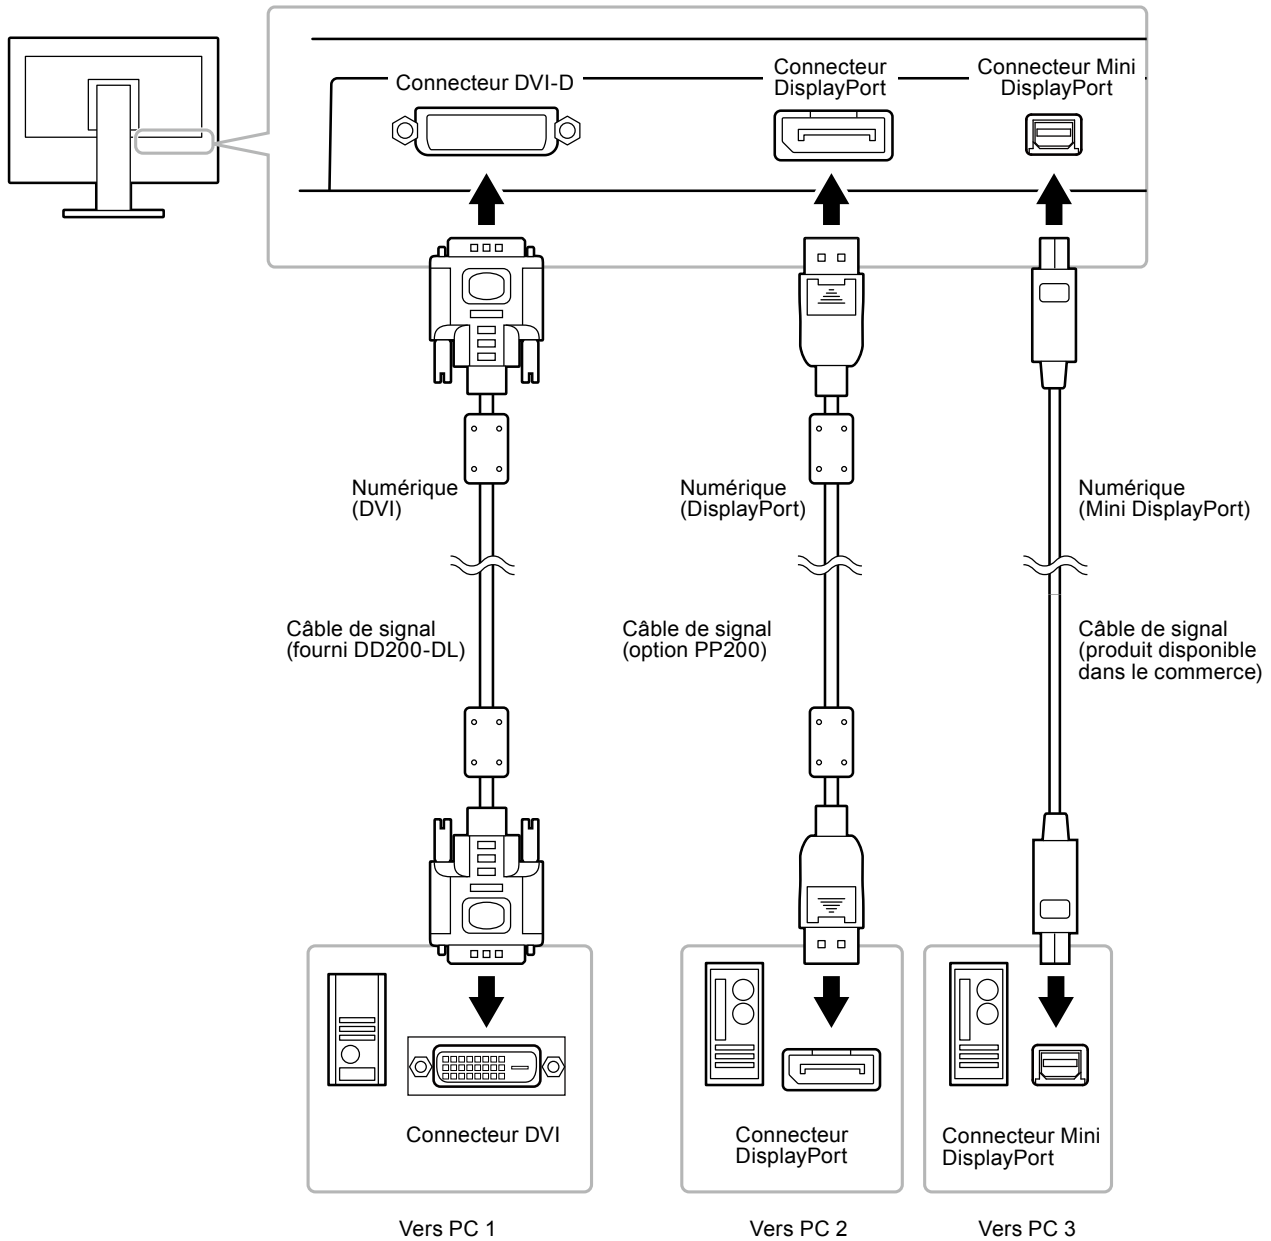 Connecteur DVI-D
Connecteur
DisplayPort
Connecteur Mini
DisplayPort
Numérique
(DVI)
Numérique
(DisplayPort)
Numérique
(Mini DisplayPort)
Câble de signal
(fourni DD200-DL)
Câble de signal
(option PP200)
Câble de signal
(produit disponible
dans le commerce)
Connecteur DVI
Connecteur
DisplayPort
Connecteur Mini
DisplayPort
Vers PC 1
Vers PC 2
Vers PC 3